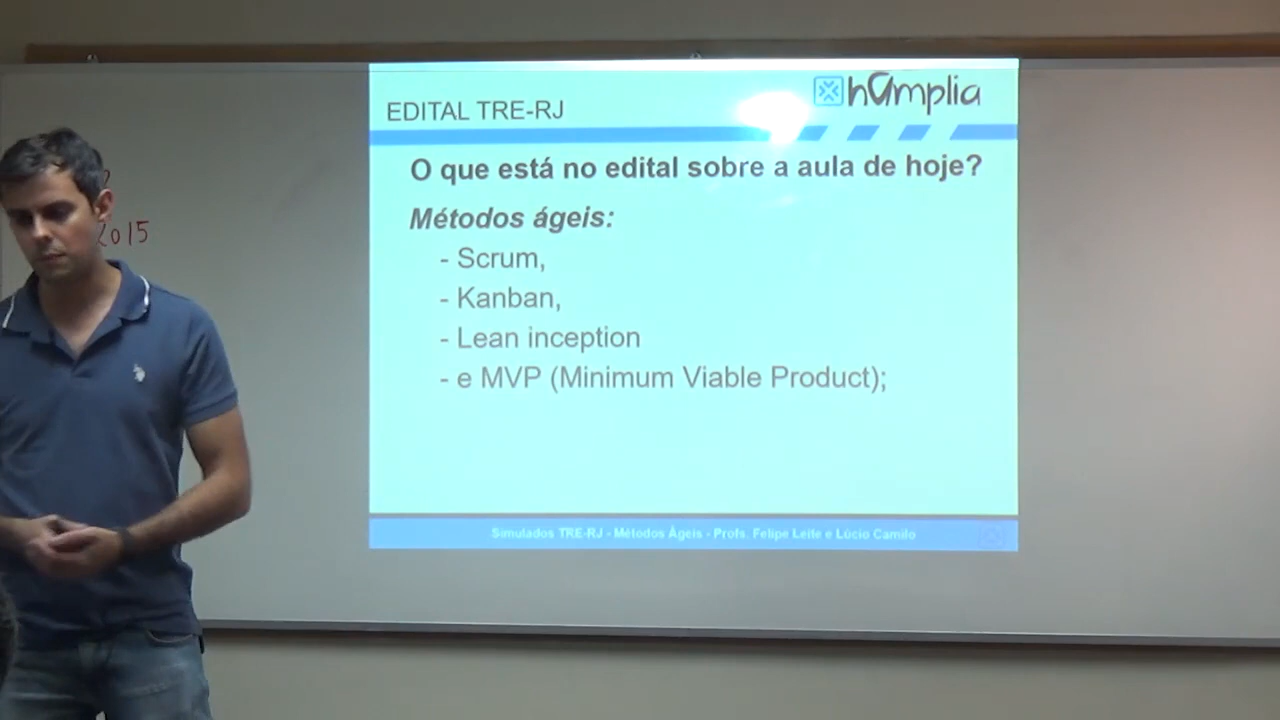 hamplia
EDITAL TRE-RJ
O que está no edital sobre a aula de hoje?
Métodos ágeis:
- Scrum,
- Kanban,
- Lean inception
- e MVP (Minimum Viable Product);
Simulados TRE-RJ - Métodos Ágeis - Profs. Felipe Leite e Lúcio Camilo
2015